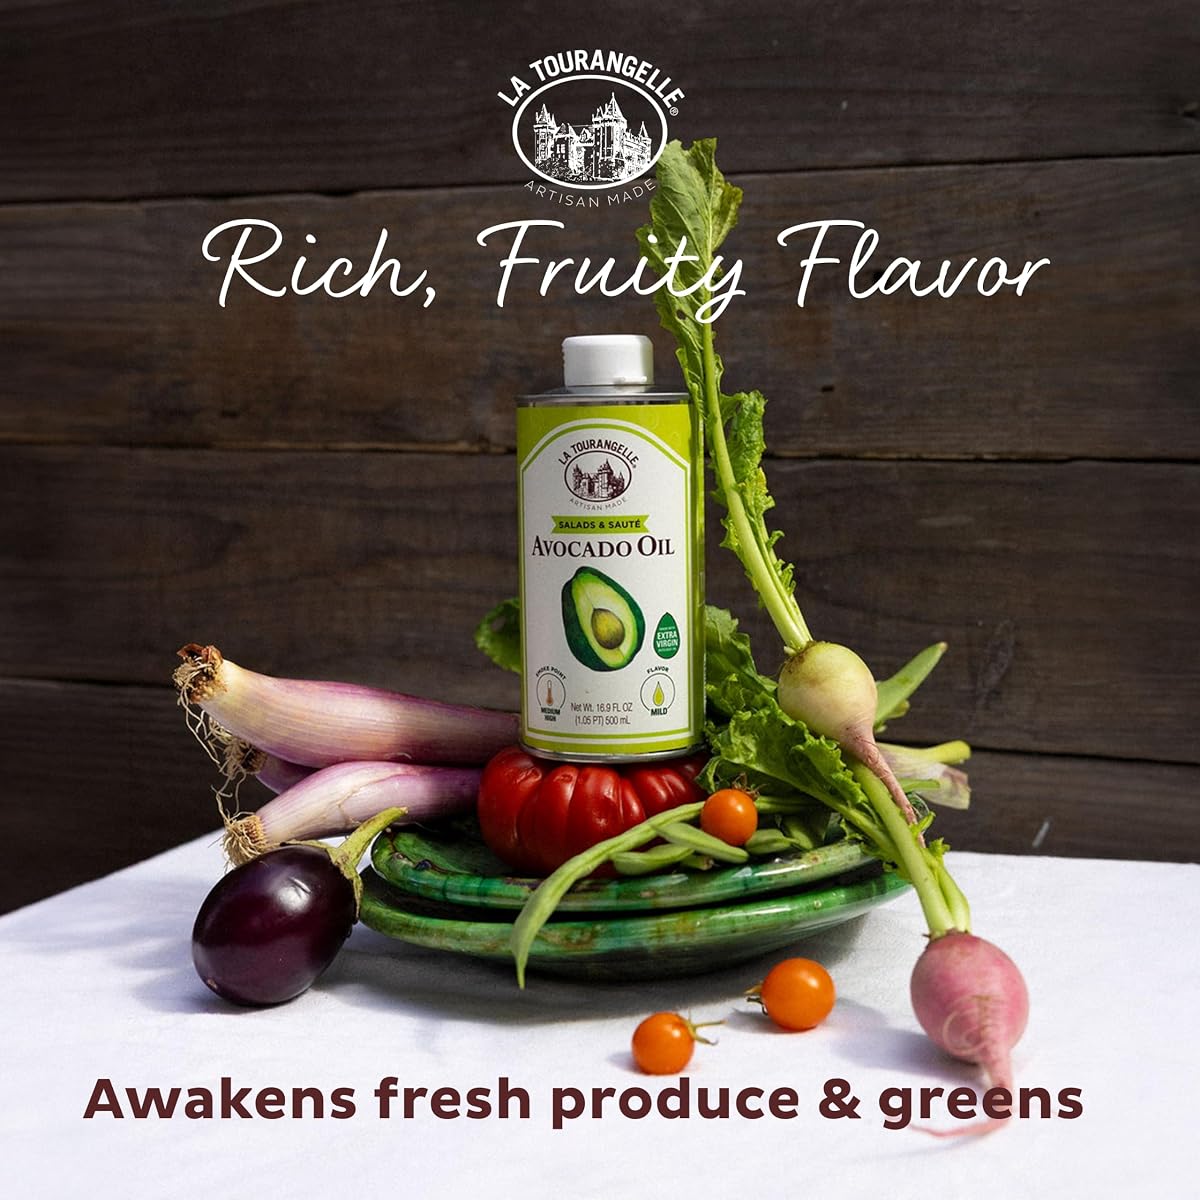 LA TOURANGELLE®
ARTISAN MADE
Rich, Fruity Flavor
LA TOURANGELLE®
ARTISAN MADE
SALADS & SAUTÉ
AVOCADO OIL
EXTRA
VIRGIN
SMOKE POINT
MEDIUM
HIGH
FLAVOR
MILD
Net Wt. 16.9 FL OZ
(1.05 PT) 500 mL
Awakens fresh produce & greens